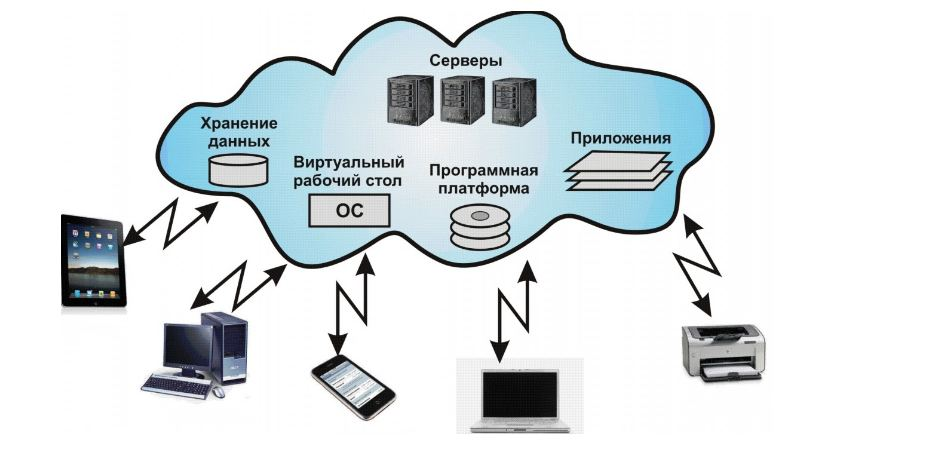 Серверы
Хранение
данных
Виртуальный
рабочий стол
ОС
Программная
платформа
Приложения